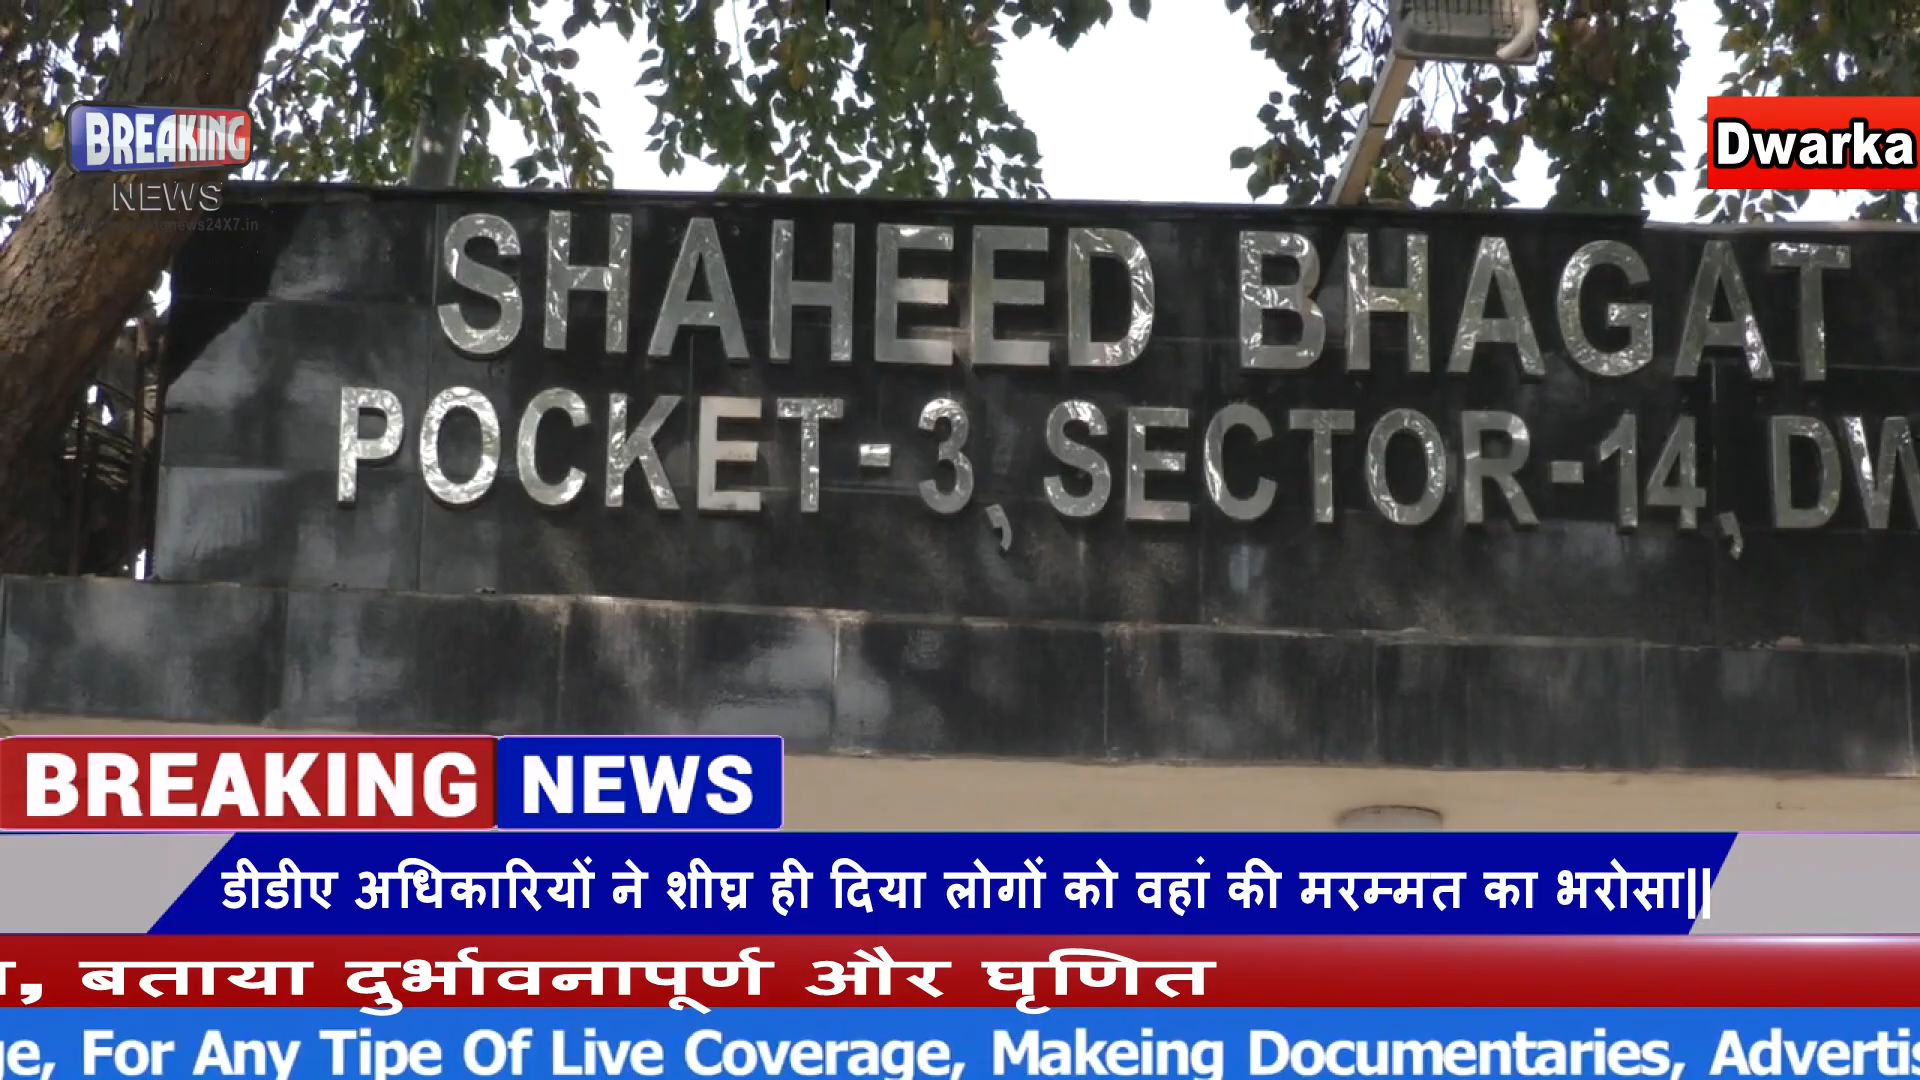 BREAKING
NEWS
Dwarka
SHAHEED BHAGAT
POCKET-3, SECTOR-14, DW
BREAKING NEWS
डीडीए अधिकारियों ने शीघ्र ही दिया लोगों को वहां की मरम्मत का भरोसा||
, बताया दुर्भावनापूर्ण और घृणित
ge, For Any Tipe Of Live Coverage, Makeing Documentaries, Advertis